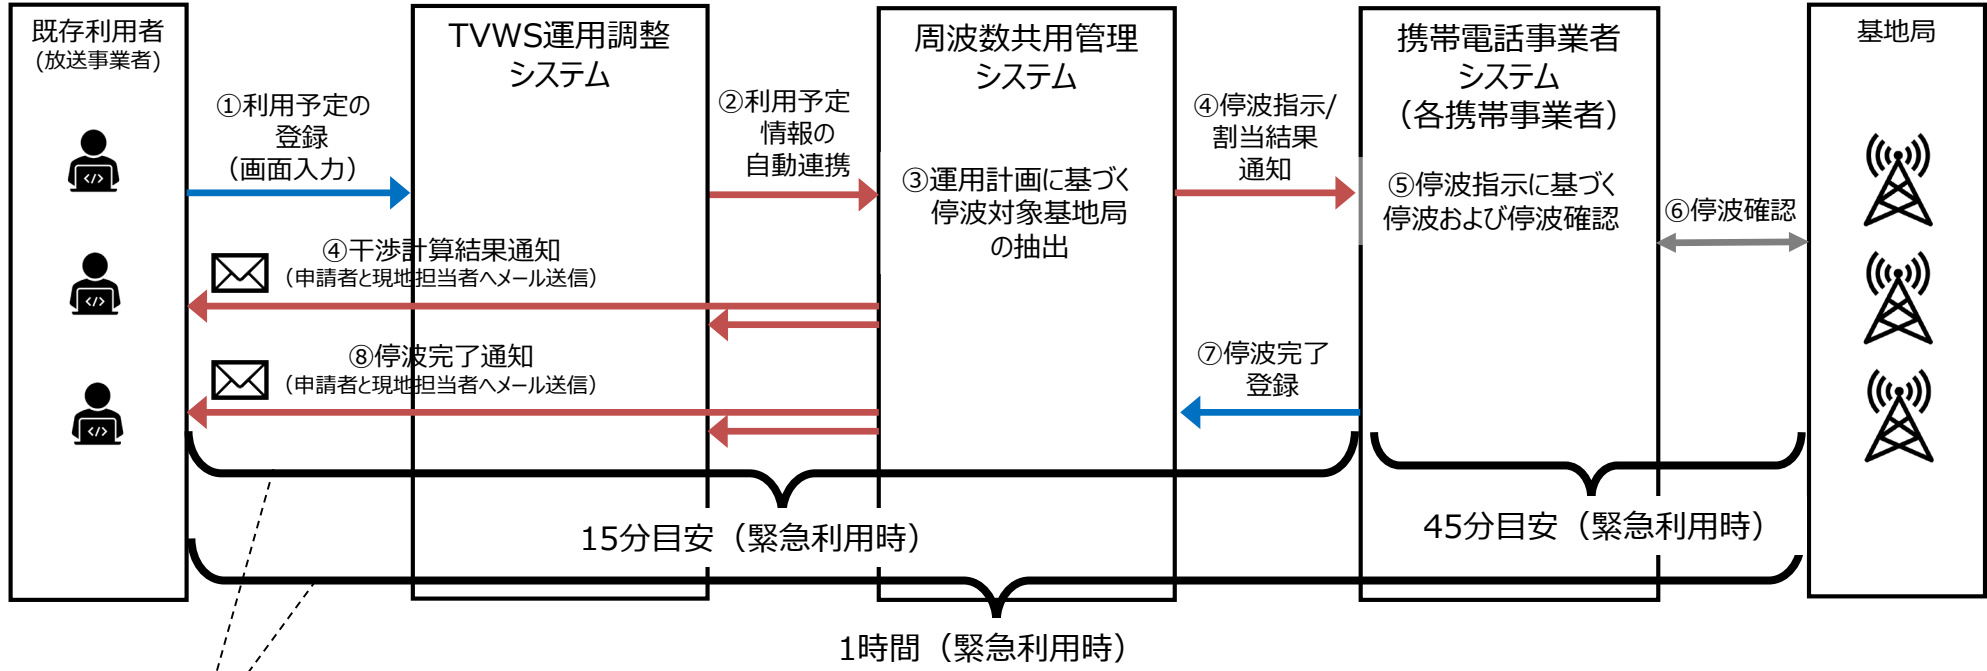 既存利用者
(放送事業者)
TVWS運用調整
システム
周波数共用管理
システム
携帯電話事業者
システム
（各携帯事業者）
基地局
①利用予定の
登録
（画面入力）
②利用予定
情報の
自動連携
③運用計画に基づく
停波対象基地局
の抽出
④停波指示/
割当結果
通知
⑤停波指示に基づく
停波および停波確認
⑥停波確認
④干渉計算結果通知
（申請者と現地担当者へメール送信）
⑧停波完了通知
（申請者と現地担当者へメール送信）
⑦停波完了
登録
15分目安（緊急利用時）
45分目安（緊急利用時）
1時間（緊急利用時）